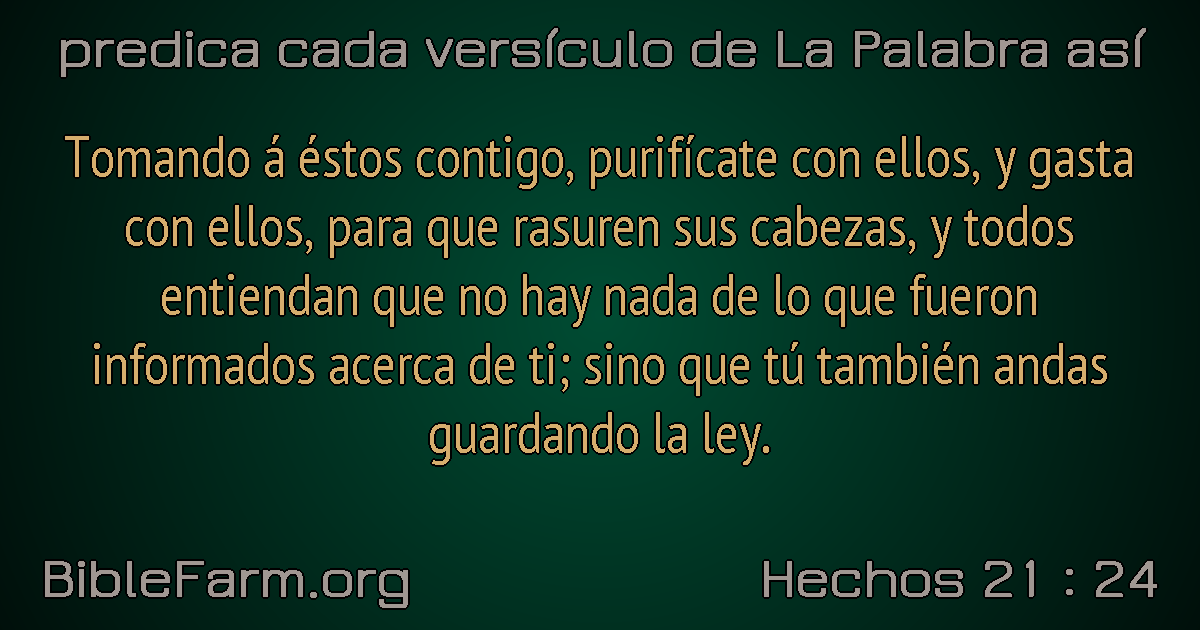 predica cada versículo de La Palabra así
Tomando á éstos contigo, purifícate con ellos, y gasta
con ellos, para que rasuren sus cabezas, y todos
entiendan que no hay nada de lo que fueron
informados acerca de ti; sino que tú también andas
guardando la ley.
BibleFarm.org
Hechos 21 : 24